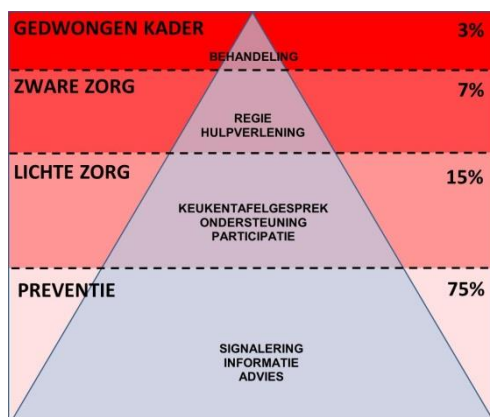 GEDWONGEN KADER 3%
BEHANDELING
ZWARE ZORG 7%
REGIE
HULPVERLENING
LICHTE ZORG 15%
KEUKENTAFELGESPREK
ONDERSTEUNING
PARTICIPATIE
PREVENTIE 75%
SIGNALERING
INFORMATIE
ADVIES